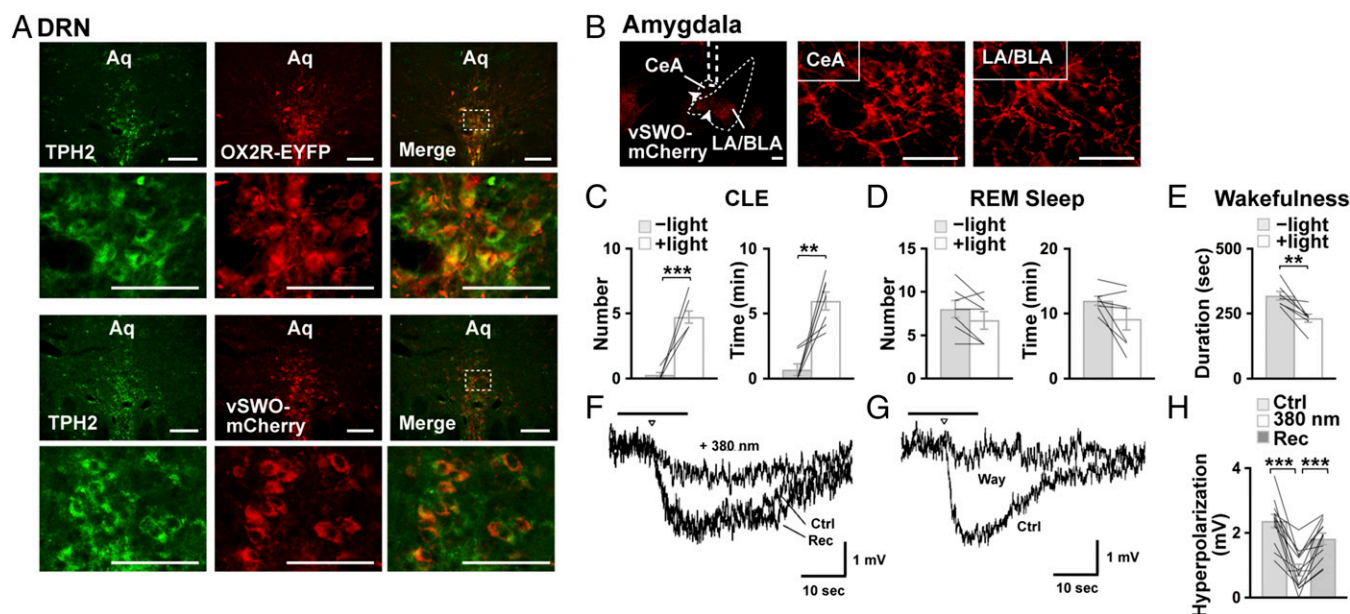 A DRN
Aq Aq Aq
TPH2 OX2R-EYFP Merge
Aq Aq Aq
TPH2 vSWO-mCherry Merge
B Amygdala
CeA
vSWO-mCherry LA/BLA
CeA
LA/BLA
C CLE
−light
+light
Number
10
5
0
***
Time (min)
10
5
0
**
D REM Sleep
−light
+light
Number
15
10
5
0
Time (min)
20
10
0
E Wakefulness
−light
+light
Duration (sec)
500
250
0
**
F
+ 380 nm
Ctrl
Rec
1 mV
10 sec
G
Way
Ctrl
1 mV
10 sec
H
Ctrl
380 nm
Rec
Hyperpolarization
(mV)
4
2
0
*** ***